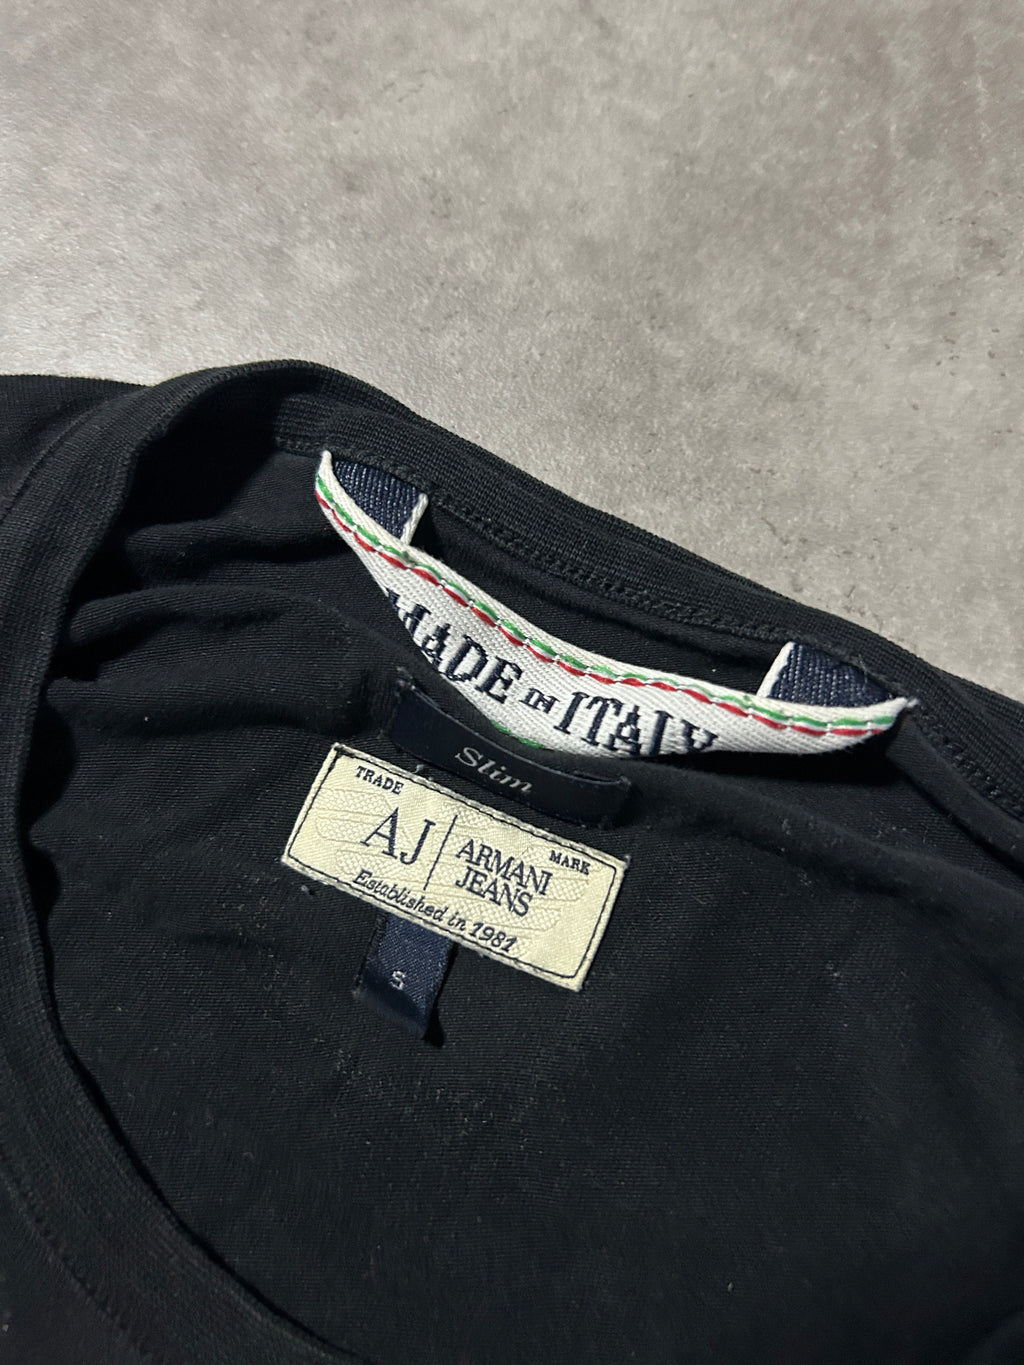 MADE IN ITALY
Slim
TRADE MARK
AJ ARMANI
JEANS
Established in 1981
S